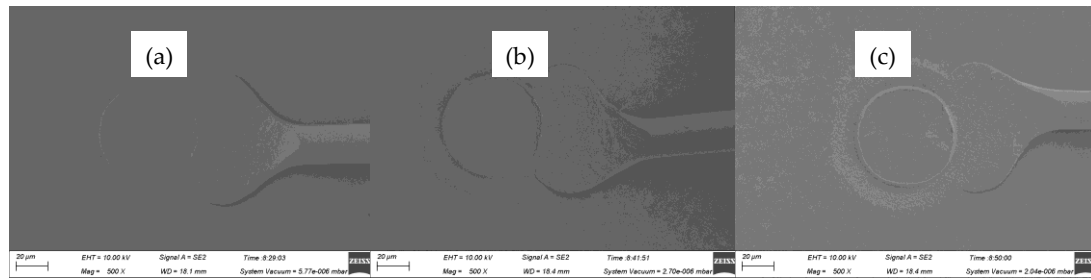 (a)
(b)
(c)
20 µm
EHT = 10.00 kV
Signal A = SE2
Time :8:29:03
Mag = 500 X
WD = 18.1 mm
System Vacuum = 5.77e-006 mbar
ZEISS
20 µm
EHT = 10.00 kV
Signal A = SE2
Time :8:41:51
Mag = 500 X
WD = 18.4 mm
System Vacuum = 2.70e-006 mbar
ZEISS
20 µm
EHT = 10.00 kV
Signal A = SE2
Time :8:50:00
Mag = 500 X
WD = 18.4 mm
System Vacuum = 2.04e-006 mbar
ZEISS